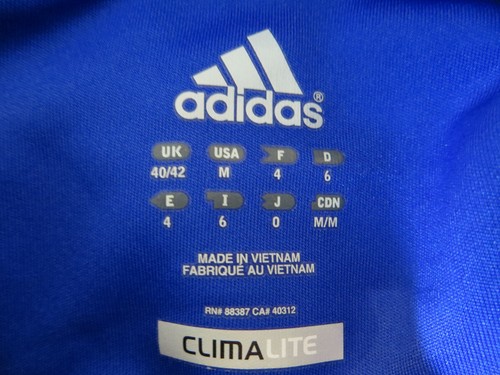 adidas®
UK USA F D
40/42 M 4 6
E I J CDN
4 6 0 M/M
MADE IN VIETNAM
FABRIQUÉ AU VIETNAM
RN# 88387 CA# 40312
CLIMALITE